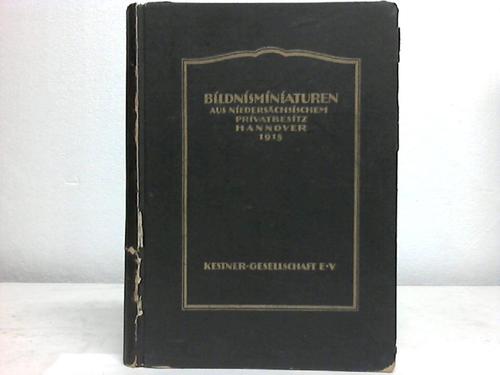 BILDNISMINIATUREN
AUS NIEDERSÄCHSISCHEM
PRIVATBESITZ
HANNOVER
1918
KESTNER-GESELLSCHAFT E·V